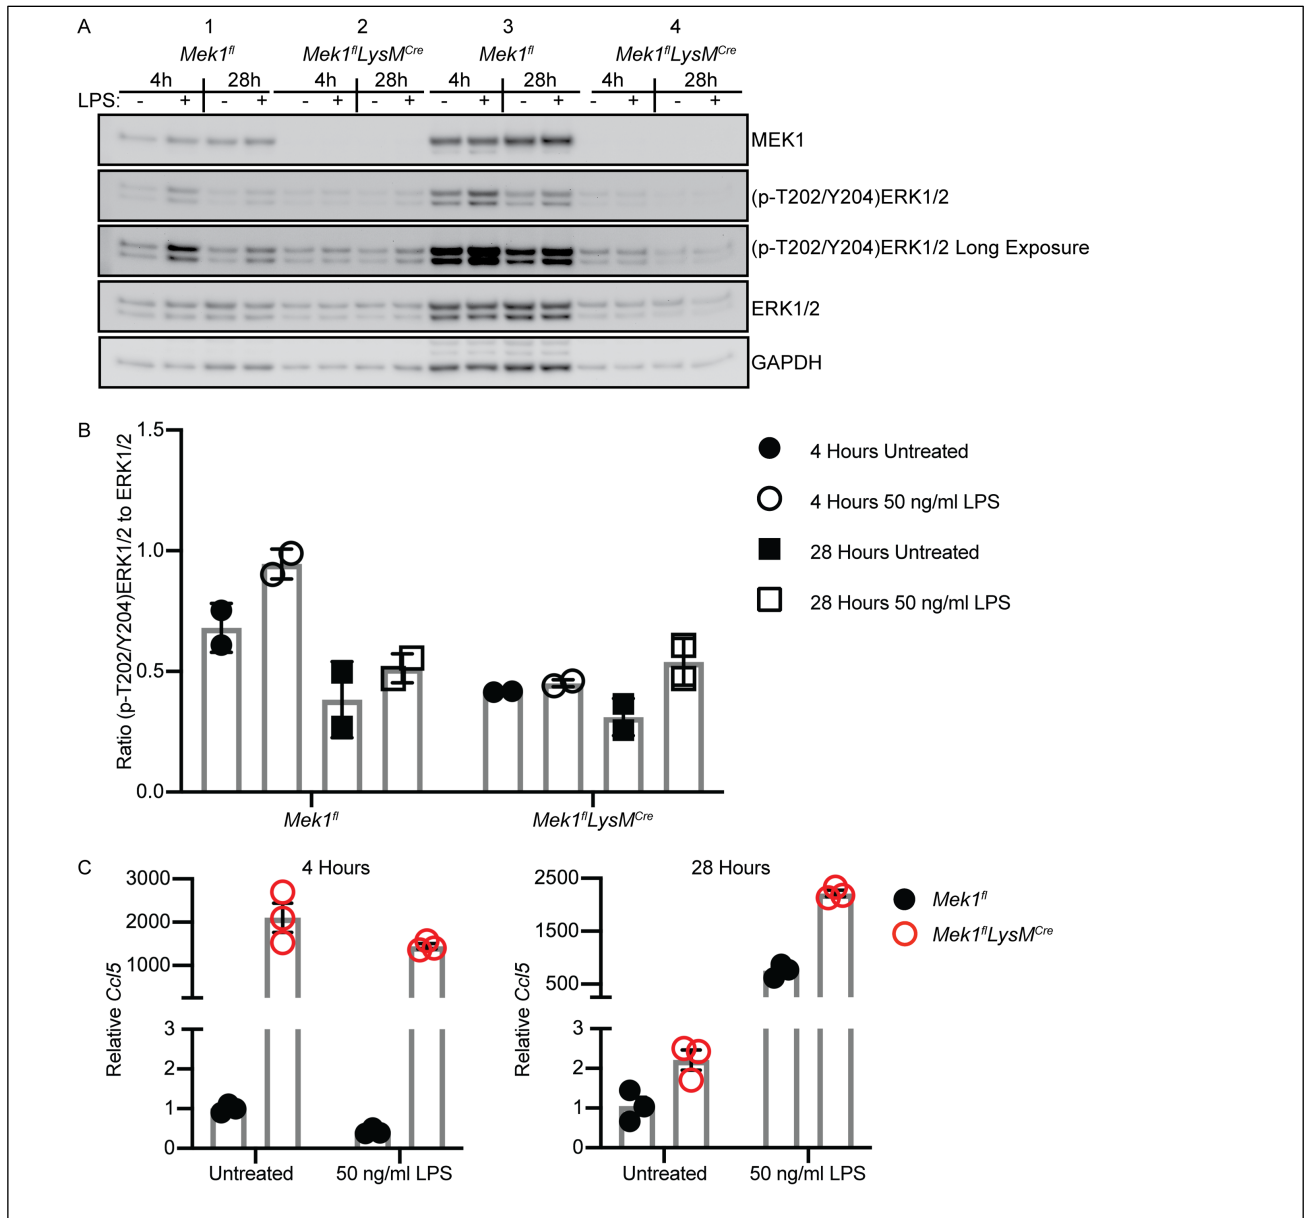 A 1 2 3 4
Mek1fl Mek1flLysMCre Mek1fl Mek1flLysMCre
4h 28h 4h 28h 4h 28h 4h 28h
LPS: - + - + - + - + - + - + - + - +
MEK1
(p-T202/Y204)ERK1/2
(p-T202/Y204)ERK1/2 Long Exposure
ERK1/2
GAPDH
B
Ratio (p-T202/Y204)ERK1/2 to ERK1/2
1.5
1.0
0.5
0.0
Mek1fl Mek1flLysMCre
4 Hours Untreated
4 Hours 50 ng/ml LPS
28 Hours Untreated
28 Hours 50 ng/ml LPS
C
4 Hours
Relative Ccl5
3000
2000
1000
3
2
1
0
Untreated 50 ng/ml LPS
28 Hours
Relative Ccl5
2500
1500
500
3
2
1
0
Untreated 50 ng/ml LPS
Mek1fl
Mek1flLysMCre